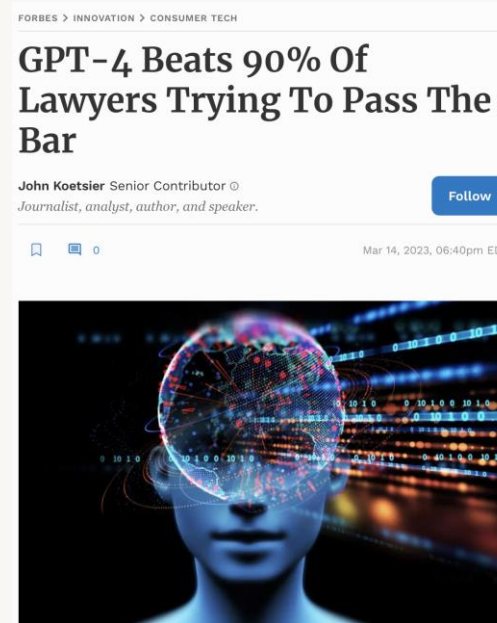 FORBES > INNOVATION > CONSUMER TECH
GPT-4 Beats 90% Of
Lawyers Trying To Pass The
Bar
John Koetsier Senior Contributor
Journalist, analyst, author, and speaker.
Follow
0
Mar 14, 2023, 06:40pm